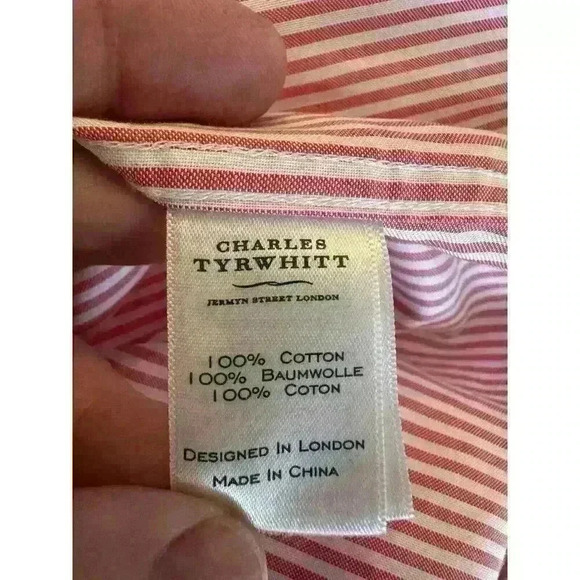 CHARLES
TYRWHITT
JERMYN STREET LONDON
100% COTTON
100% BAUMWOLLE
100% COTON
DESIGNED IN LONDON
MADE IN CHINA